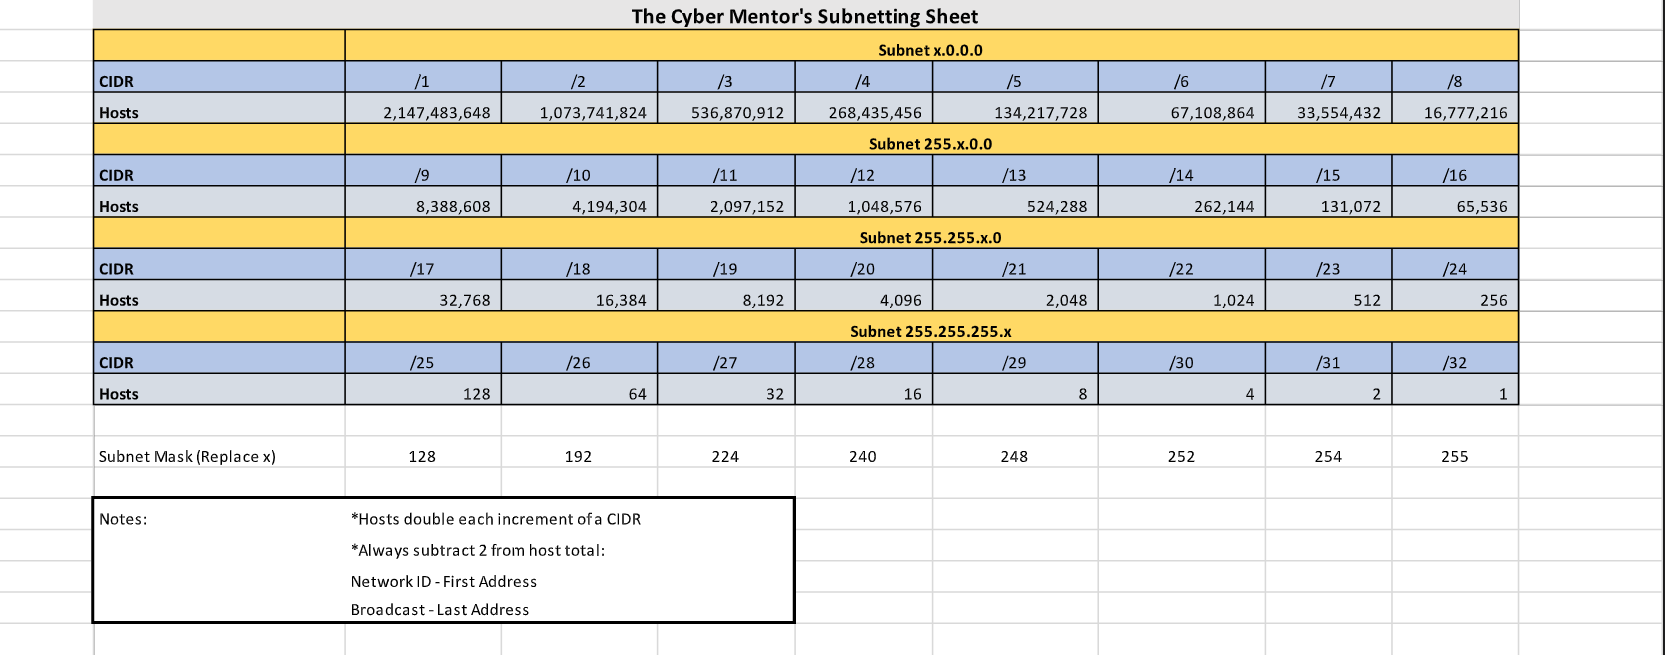 The Cyber Mentor's Subnetting Sheet
Subnet x.0.0.0
CIDR /1 /2 /3 /4 /5 /6 /7 /8
Hosts 2,147,483,648 1,073,741,824 536,870,912 268,435,456 134,217,728 67,108,864 33,554,432 16,777,216
Subnet 255.x.0.0
CIDR /9 /10 /11 /12 /13 /14 /15 /16
Hosts 8,388,608 4,194,304 2,097,152 1,048,576 524,288 262,144 131,072 65,536
Subnet 255.255.x.0
CIDR /17 /18 /19 /20 /21 /22 /23 /24
Hosts 32,768 16,384 8,192 4,096 2,048 1,024 512 256
Subnet 255.255.255.x
CIDR /25 /26 /27 /28 /29 /30 /31 /32
Hosts 128 64 32 16 8 4 2 1
Subnet Mask (Replace x) 128 192 224 240 248 252 254 255
Notes: *Hosts double each increment of a CIDR
*Always subtract 2 from host total:
Network ID - First Address
Broadcast - Last Address